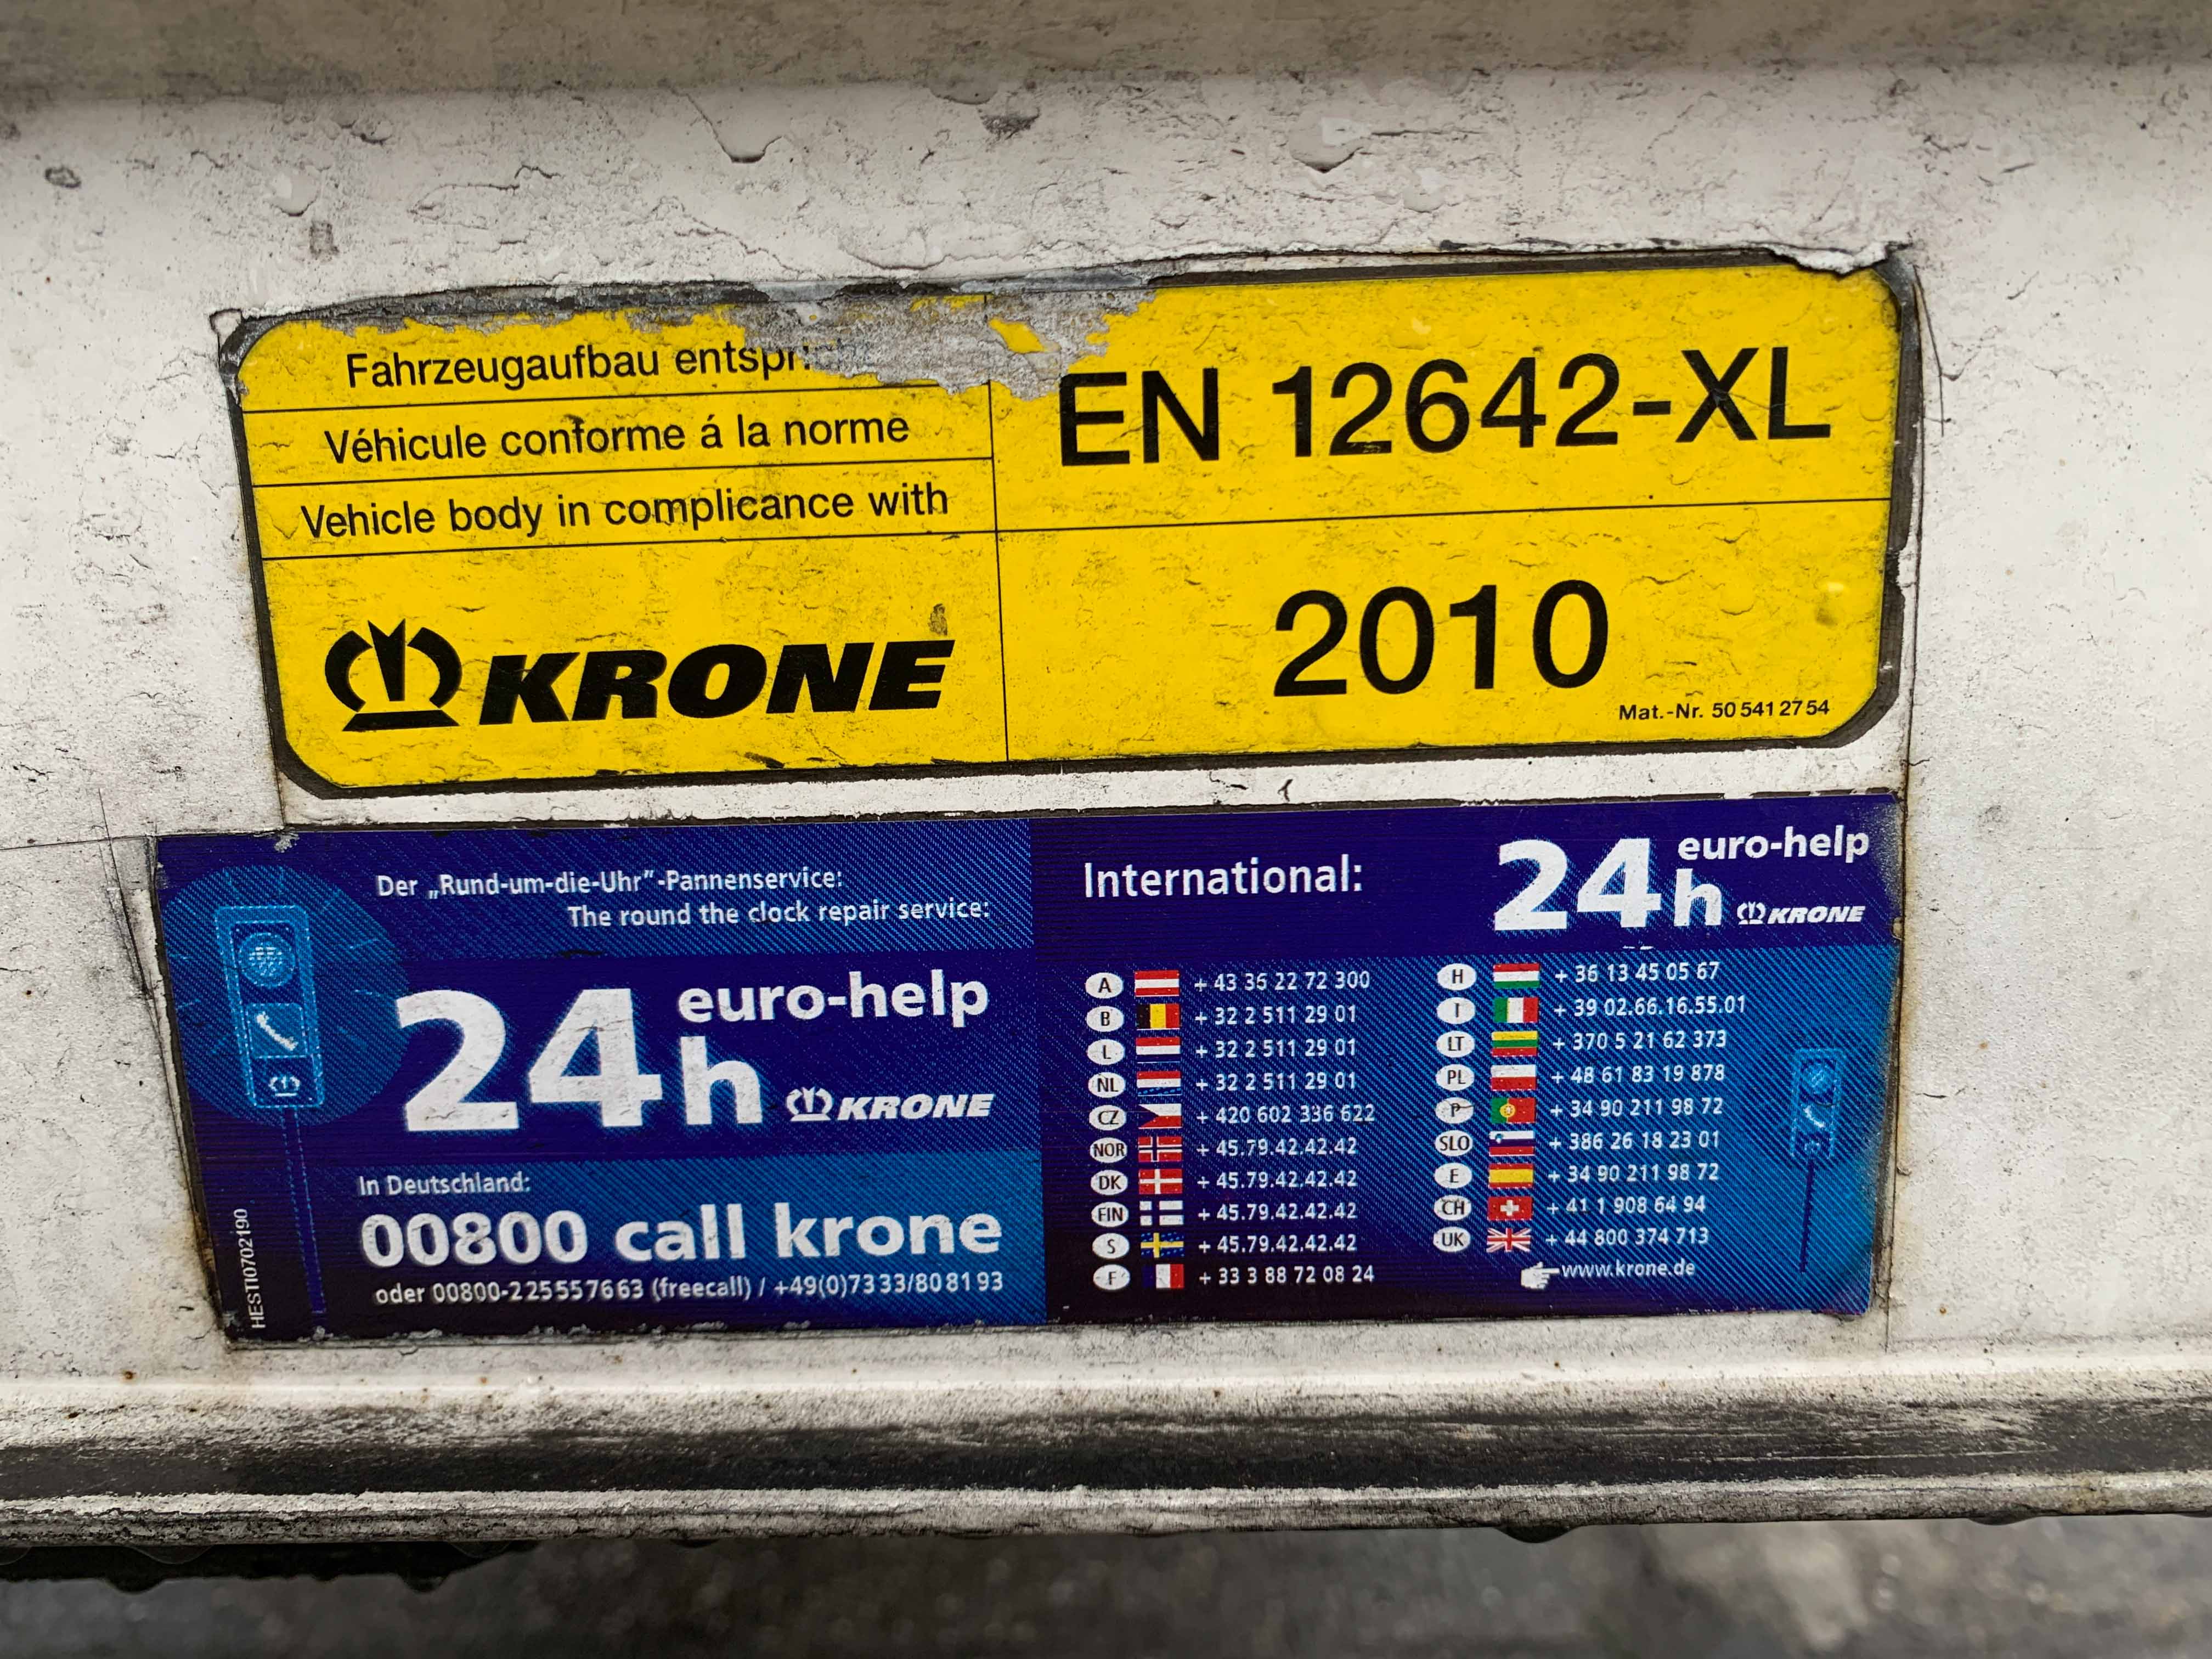 Fahrzeugaufbau
Véhicule conforme á la norme
Vehicle body in complicance with
KRONE
EN 12642-XL
2010
Mat.-Nr. 50 541 27 54
Der „Rund-um-die-Uhr"-Pannenservice:
The round the clock repair service:
24h euro-help
KRONE
In Deutschland:
00800 call krone
oder 00800-225557663 (freecall) / +49(0)7333/808193
HESTI0702190
International:
24h euro-help
KRONE
A + 43 36 22 72 300
B + 32 2 511 29 01
L + 32 2 511 29 01
NL + 32 2 511 29 01
CZ + 420 602 336 622
NOR + 45.79.42.42.42
DK + 45.79.42.42.42
FIN + 45.79.42.42.42
S + 45.79.42.42.42
F + 33 3 88 72 08 24
H + 36 13 45 05 67
I + 39 02.66.16.55.01
LT + 370 5 21 62 373
PL + 48 61 83 19 878
P + 34 90 211 98 72
SLO + 386 26 18 23 01
E + 34 90 211 98 72
CH + 41 1 908 64 94
UK + 44 800 374 713
www.krone.de